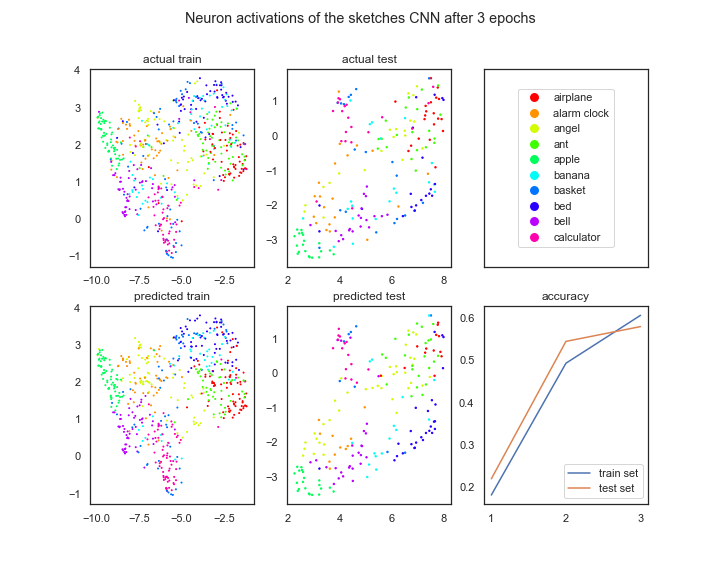 Neuron activations of the sketches CNN after 3 epochs
actual train
4
3
2
1
0
−1
−10.0 −7.5 −5.0 −2.5
actual test
1
0
−1
−2
−3
2 4 6 8
airplane
alarm clock
angel
ant
apple
banana
basket
bed
bell
calculator
predicted train
4
3
2
1
0
−1
−10.0 −7.5 −5.0 −2.5
predicted test
1
0
−1
−2
−3
2 4 6 8
accuracy
0.6
0.5
0.4
0.3
0.2
train set
test set
1 2 3